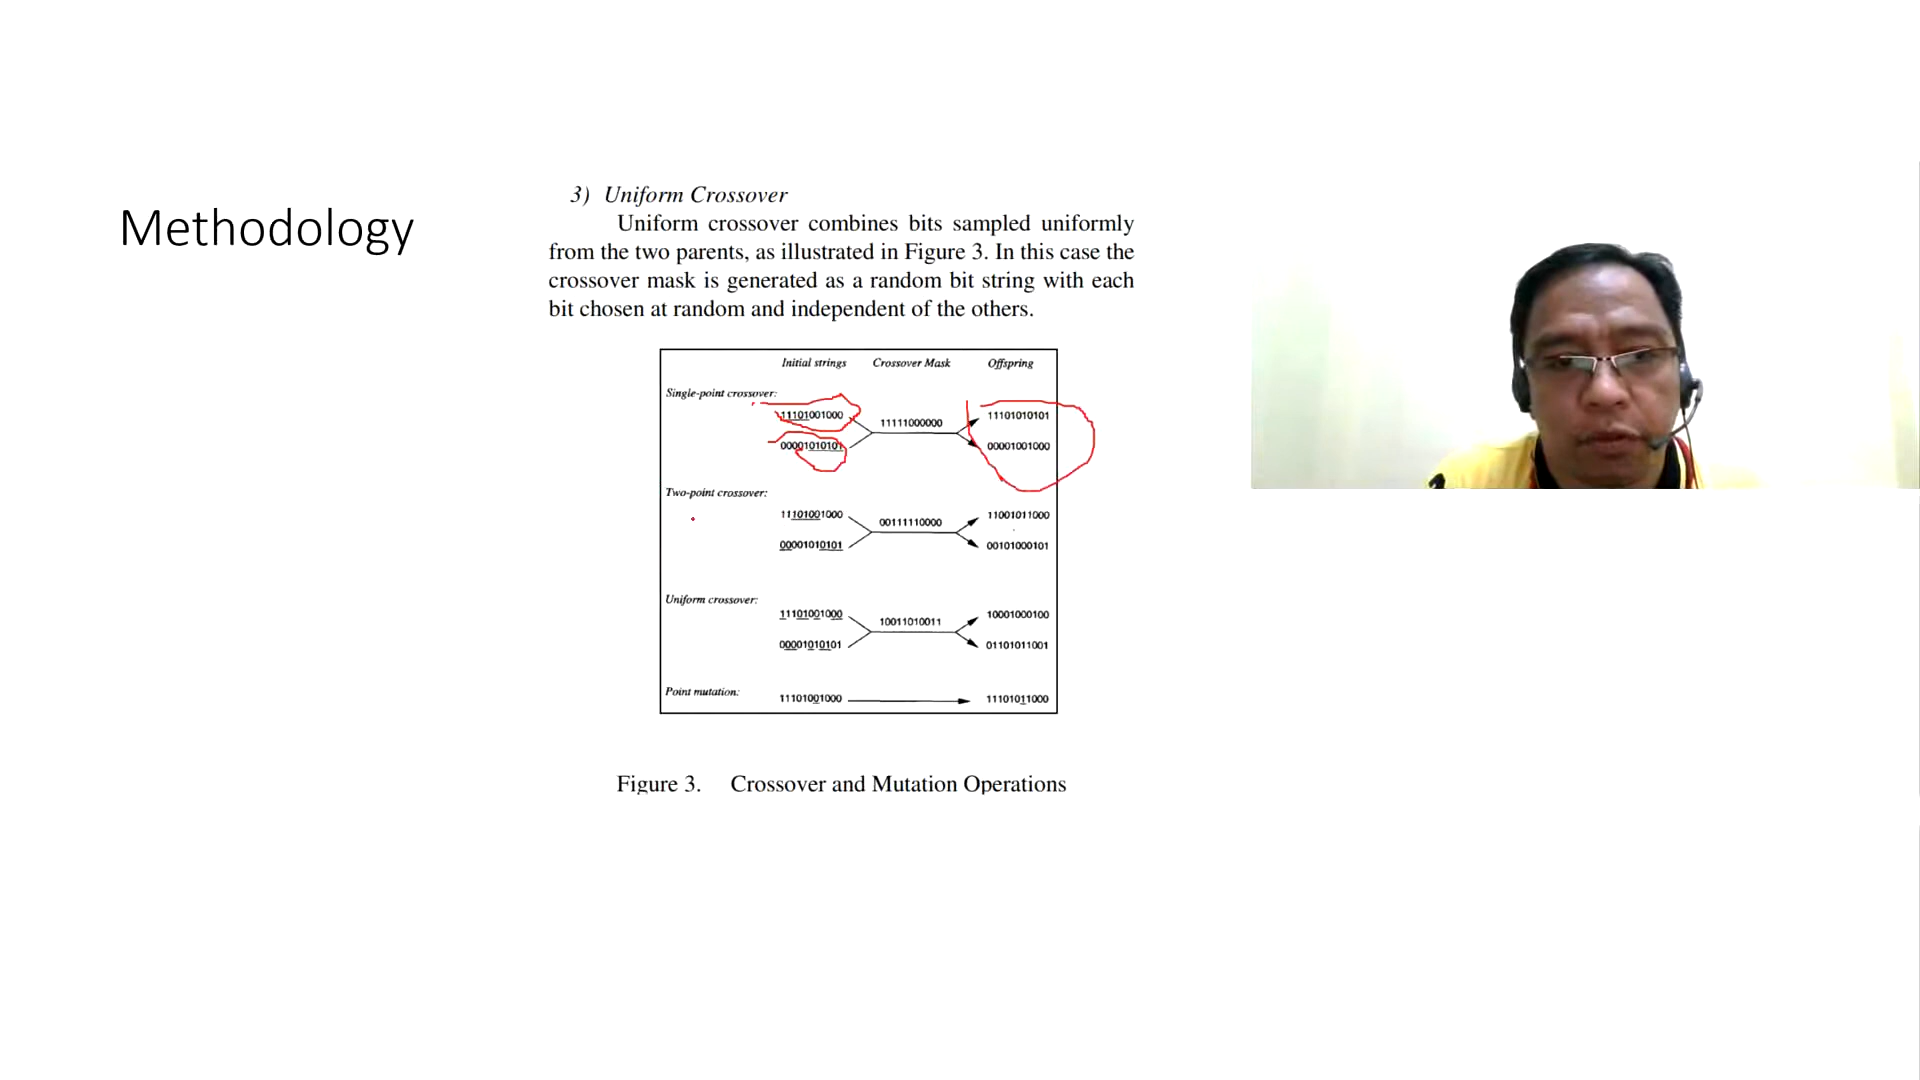 Methodology
3) Uniform Crossover
Uniform crossover combines bits sampled uniformly
from the two parents, as illustrated in Figure 3. In this case the
crossover mask is generated as a random bit string with each
bit chosen at random and independent of the others.
Initial strings Crossover Mask Offspring
Single-point crossover:
11101001000 11111000000 11101010101
00001010101 00001001000
Two-point crossover:
11101001000 00111110000 11001011000
00001010101 00101000101
Uniform crossover:
11101001000 10011010011 10001000100
00001010101 01101011001
Point mutation:
11101001000 11101011000
Figure 3. Crossover and Mutation Operations